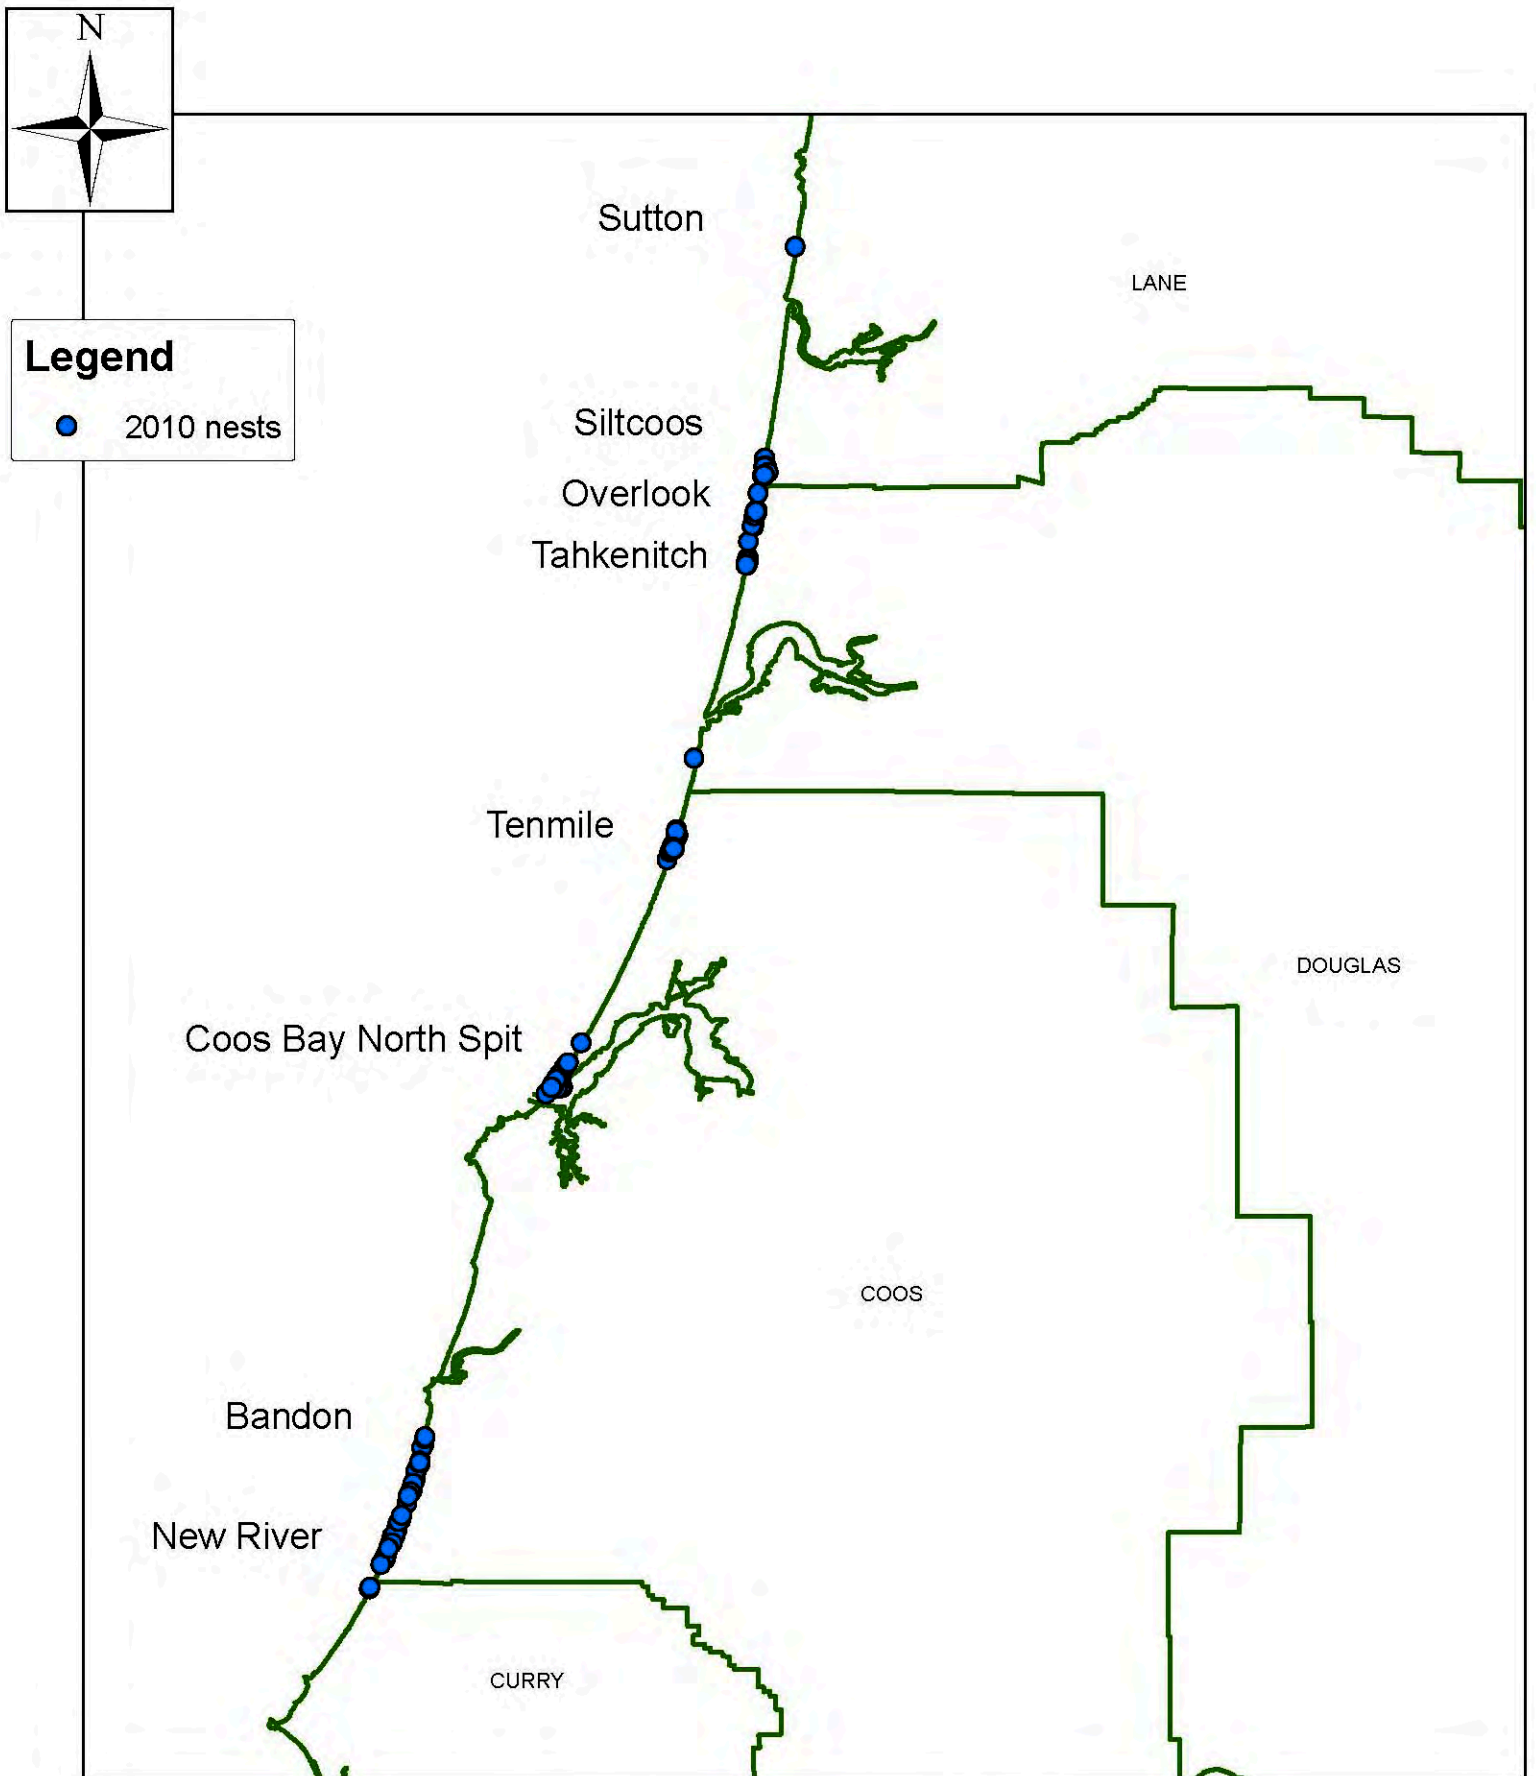 N
Sutton
LANE
Legend
2010 nests
Siltcoos
Overlook
Tahkenitch
Tenmile
DOUGLAS
Coos Bay North Spit
COOS
Bandon
New River
CURRY